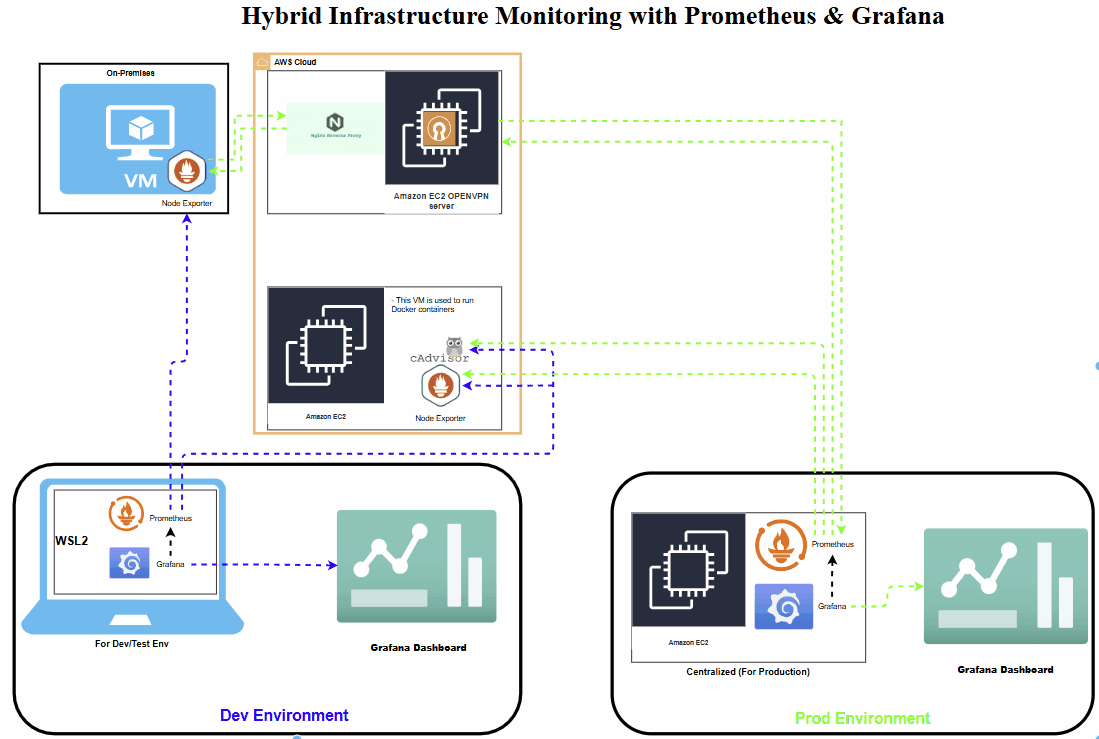 Hybrid Infrastructure Monitoring with Prometheus & Grafana
On-Premises
VM
Node Exporter
AWS Cloud
Nginx Reverse Proxy
Amazon EC2 OPENVPN
server
- This VM is used to run
Docker containers
cAdvisor
Node Exporter
Amazon EC2
WSL2
Prometheus
Grafana
For Dev/Test Env
Grafana Dashboard
Dev Environment
Prometheus
Grafana
Amazon EC2
Centralized (For Production)
Grafana Dashboard
Prod Environment